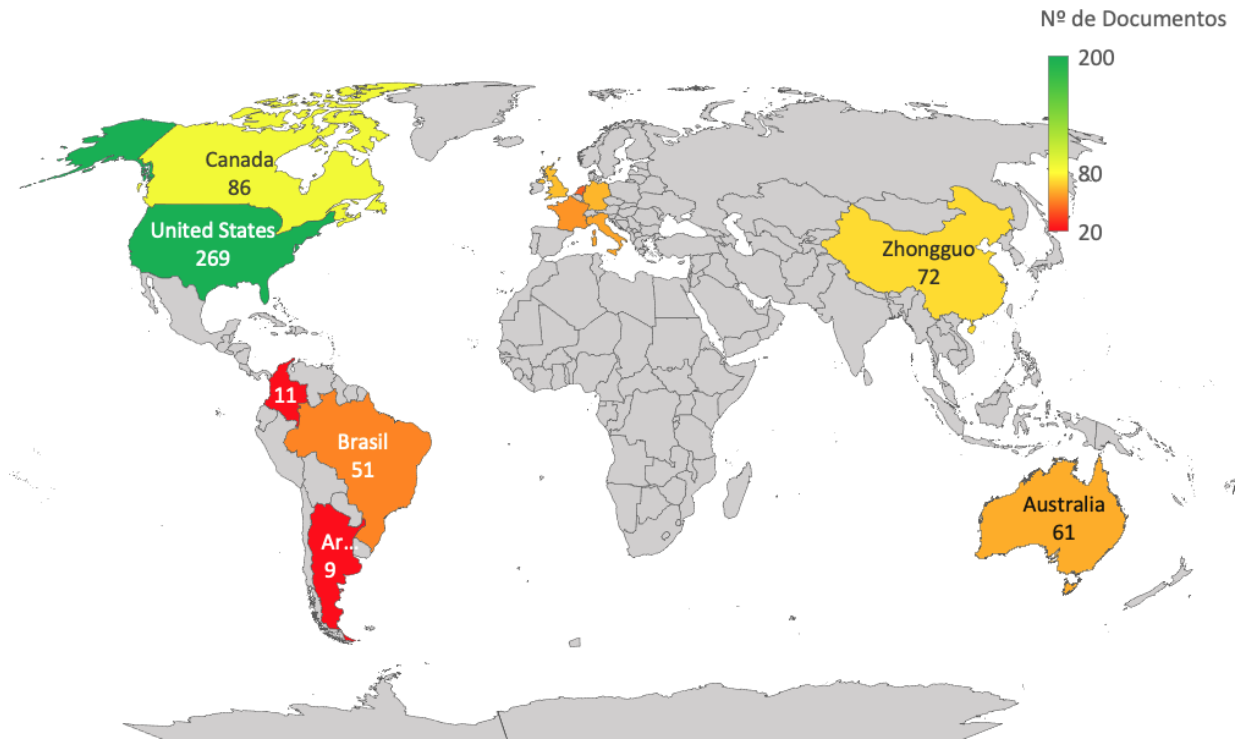 Nº de Documentos
200
80
20
Canada
86
United States
269
Zhongguo
72
11
Brasil
51
Ar...
9
Australia
61